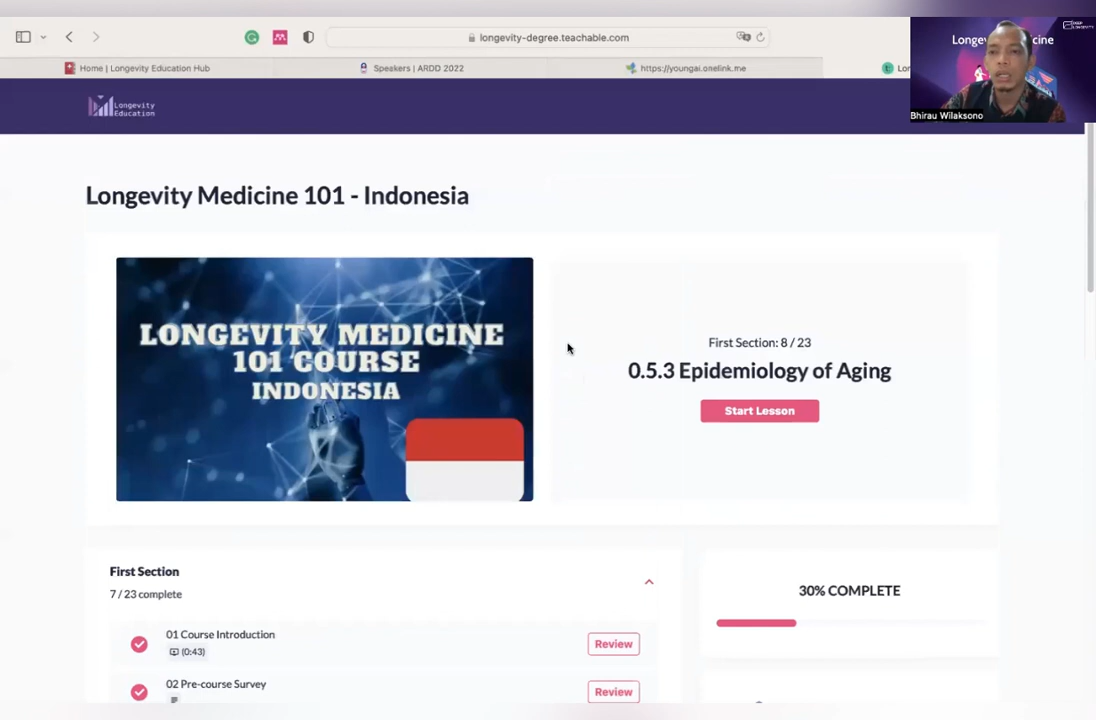 longevity-degree.teachable.com
Home | Longevity Education Hub
Speakers | ARDD 2022
https://youngai.onelink.me
Lon
Longev
icine
Bhirau Wilaksono
Longevity
Education
Longevity Medicine 101 - Indonesia
LONGEVITY MEDICINE
101 COURSE
INDONESIA
First Section: 8 / 23
0.5.3 Epidemiology of Aging
Start Lesson
First Section
7 / 23 complete
30% COMPLETE
01 Course Introduction
(0:43)
Review
02 Pre-course Survey
Review